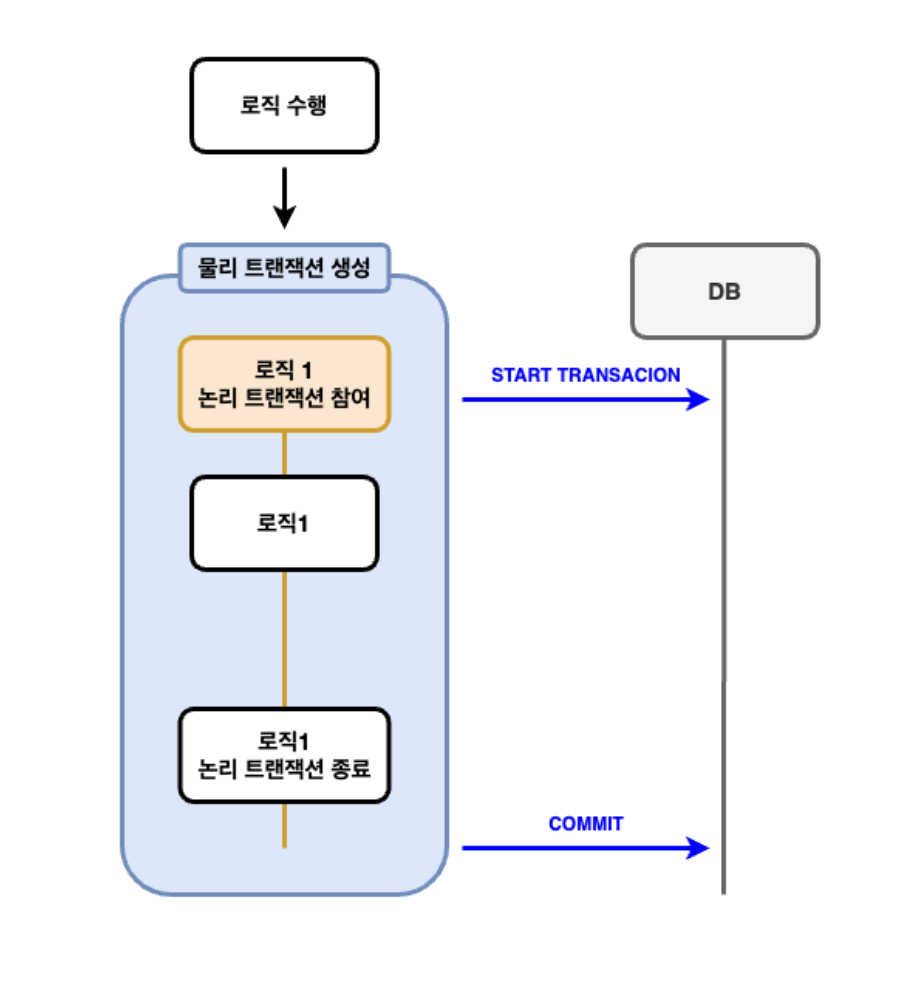 로직 수행
물리 트랜잭션 생성
DB
로직 1
논리 트랜잭션 참여
START TRANSACION
로직1
로직1
논리 트랜잭션 종료
COMMIT